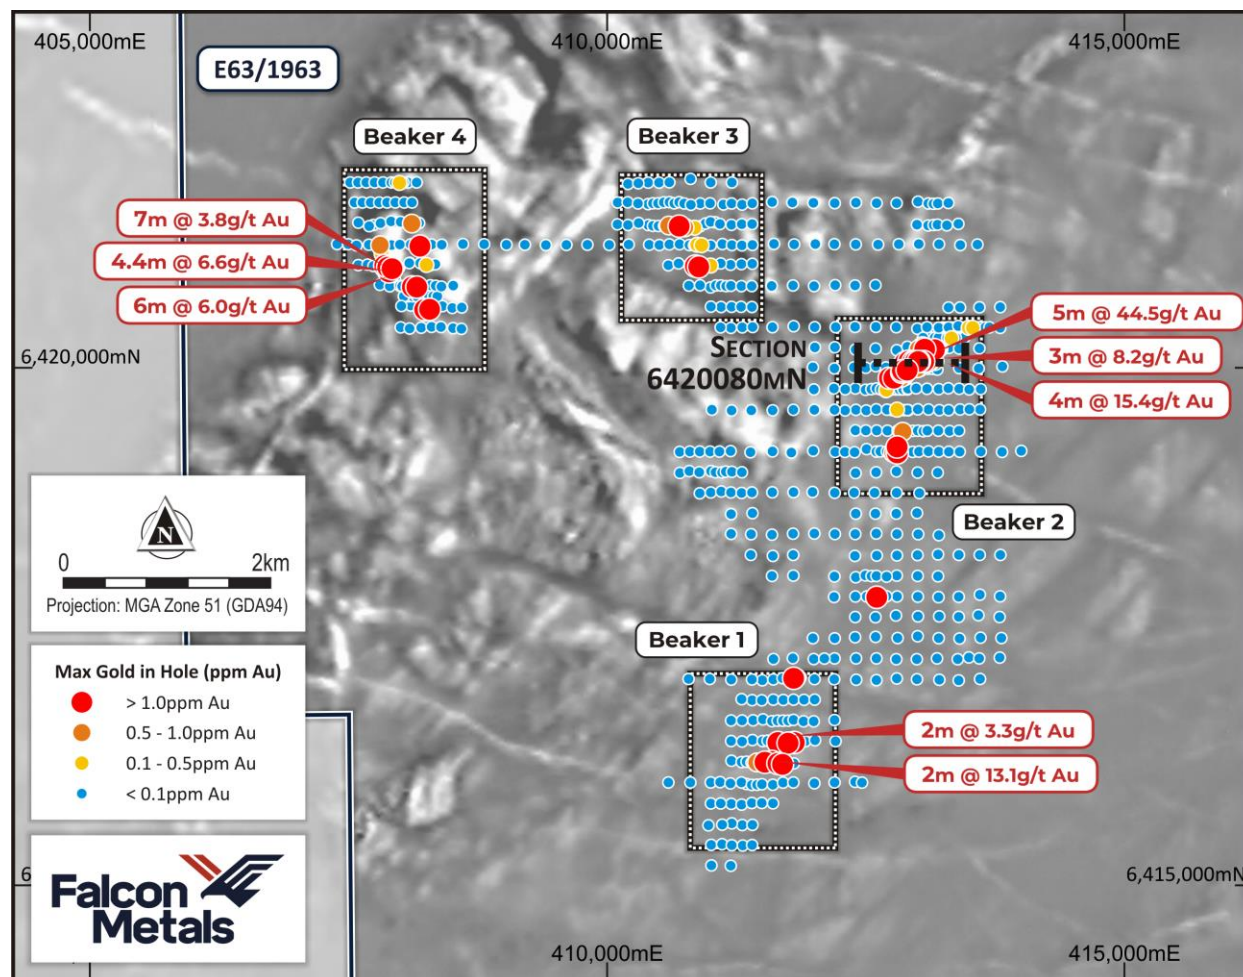 405,000mE
410,000mE
415,000mE
E63/1963
Beaker 4
Beaker 3
7m @ 3.8g/t Au
4.4m @ 6.6g/t Au
6m @ 6.0g/t Au
5m @ 44.5g/t Au
3m @ 8.2g/t Au
4m @ 15.4g/t Au
SECTION
6420080MN
6,420,000mN
Beaker 2
N
0 2km
Projection: MGA Zone 51 (GDA94)
Beaker 1
Max Gold in Hole (ppm Au)
> 1.0ppm Au
0.5 - 1.0ppm Au
0.1 - 0.5ppm Au
< 0.1ppm Au
2m @ 3.3g/t Au
2m @ 13.1g/t Au
Falcon
Metals
6,415,000mN
410,000mE
415,000mE